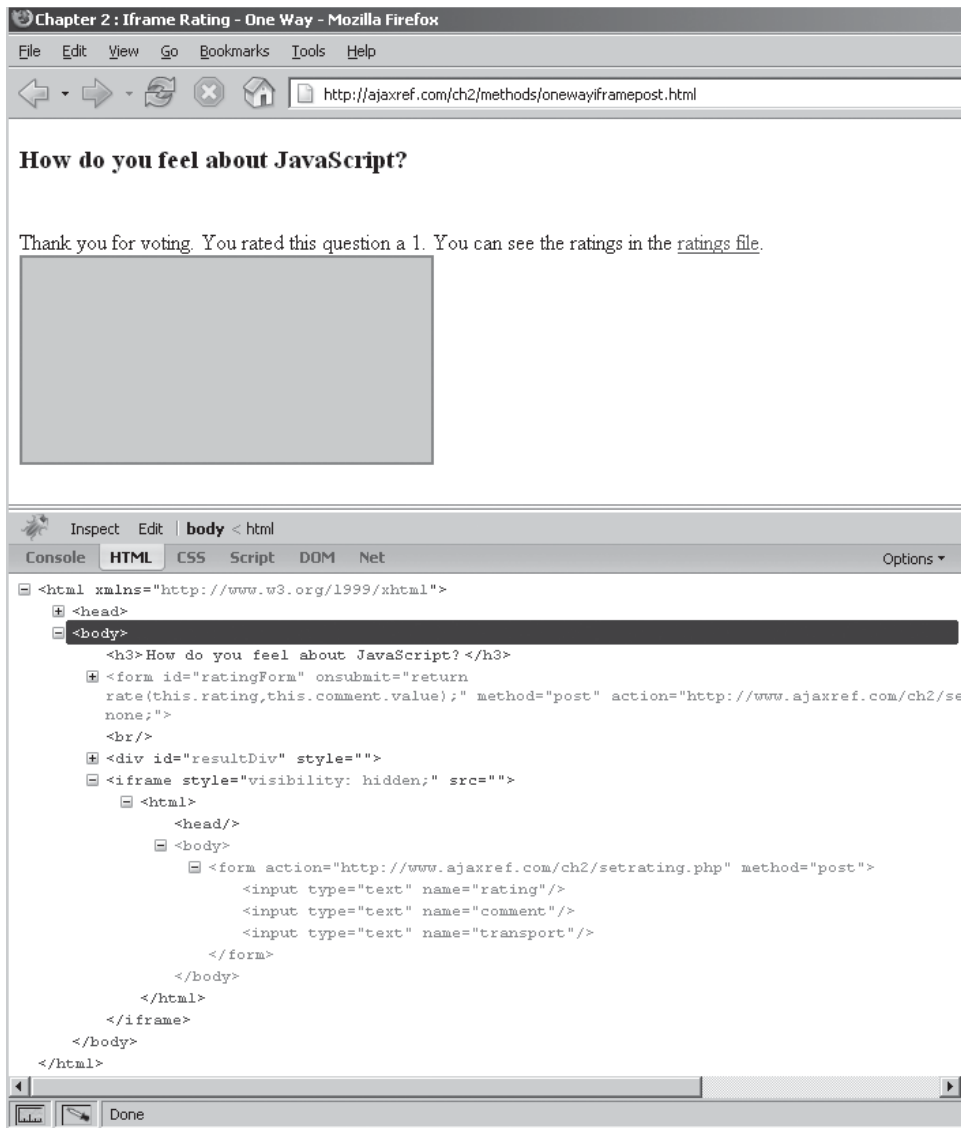 Chapter 2 : Iframe Rating - One Way - Mozilla Firefox
File Edit View Go Bookmarks Tools Help
http://ajaxref.com/ch2/methods/onewayiframepost.html
How do you feel about JavaScript?
Thank you for voting. You rated this question a 1. You can see the ratings in the ratings file.
Inspect Edit | body < html
Console HTML CSS Script DOM Net Options
<html xmlns="http://www.w3.org/1999/xhtml">
<head>
<body>
<h3>How do you feel about JavaScript?</h3>
<form id="ratingForm" onsubmit="return
rate(this.rating,this.comment.value);" method="post" action="http://www.ajaxref.com/ch2/se
none;">
<br/>
<div id="resultDiv" style="">
<iframe style="visibility: hidden;" src="">
<html>
<head/>
<body>
<form action="http://www.ajaxref.com/ch2/setrating.php" method="post">
<input type="text" name="rating"/>
<input type="text" name="comment"/>
<input type="text" name="transport"/>
</form>
</body>
</html>
</iframe>
</body>
</html>
Done